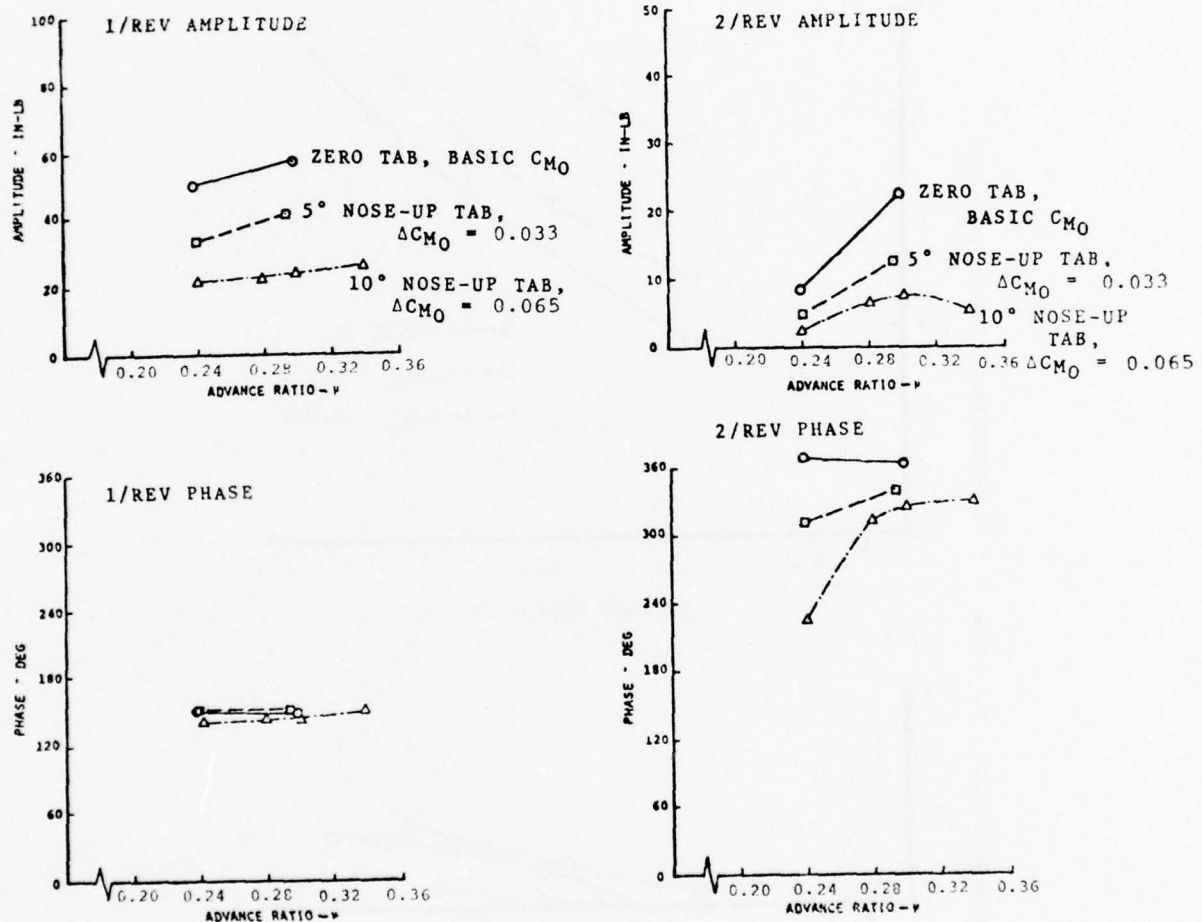 1/REV AMPLITUDE
100
80
60
40
20
0
AMPLITUDE - IN-LB
ZERO TAB, BASIC CMO
5° NOSE-UP TAB,
ΔCMO = 0.033
10° NOSE-UP TAB,
ΔCMO = 0.065
0.20 0.24 0.28 0.32 0.36
ADVANCE RATIO-μ
2/REV AMPLITUDE
50
40
30
20
10
0
AMPLITUDE - IN-LB
ZERO TAB,
BASIC CMO
5° NOSE-UP TAB,
ΔCMO = 0.033
10° NOSE-UP
TAB,
ΔCMO = 0.065
0.20 0.24 0.28 0.32 0.36
ADVANCE RATIO-μ
1/REV PHASE
360
300
240
180
120
60
0
PHASE - DEG
0.20 0.24 0.28 0.32 0.36
ADVANCE RATIO-μ
2/REV PHASE
360
300
240
180
120
60
0
PHASE - DEG
0.20 0.24 0.28 0.32 0.36
ADVANCE RATIO-μ